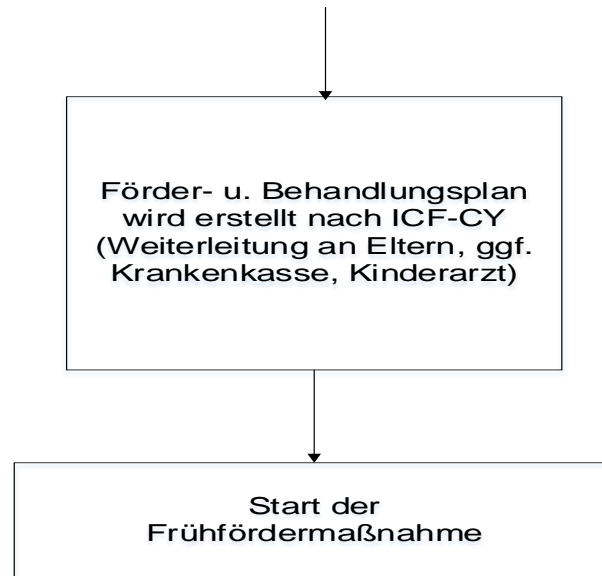 Förder- u. Behandlungsplan
wird erstellt nach ICF-CY
(Weiterleitung an Eltern, ggf.
Krankenkasse, Kinderarzt)
Start der
Frühfördermaßnahme